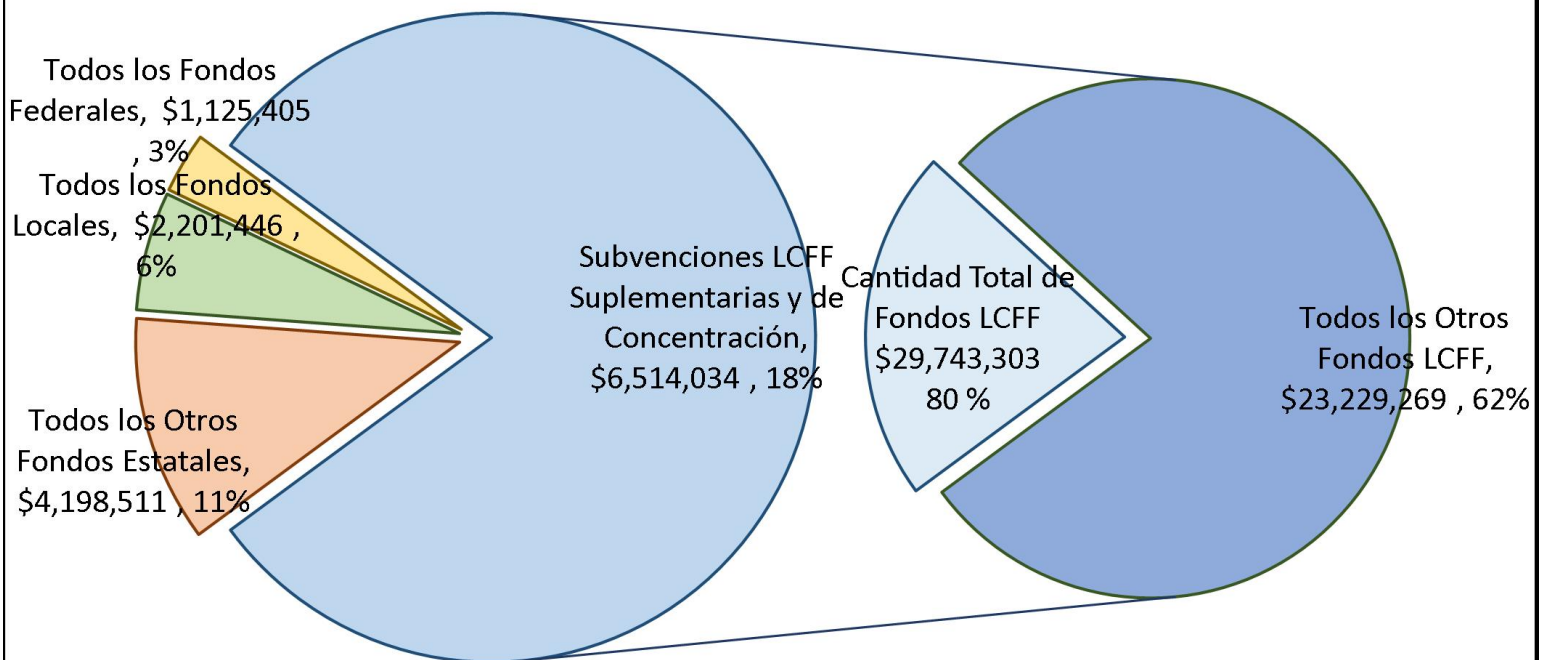 Todos los Fondos
Federales, $1,125,405
, 3%
Todos los Fondos
Locales, $2,201,446 ,
6%
Todos los Otros
Fondos Estatales,
$4,198,511 , 11%
Subvenciones LCFF
Suplementarias y de
Concentración,
$6,514,034 , 18%
Cantidad Total de
Fondos LCFF
$29,743,303
80 %
Todos los Otros
Fondos LCFF,
$23,229,269 , 62%